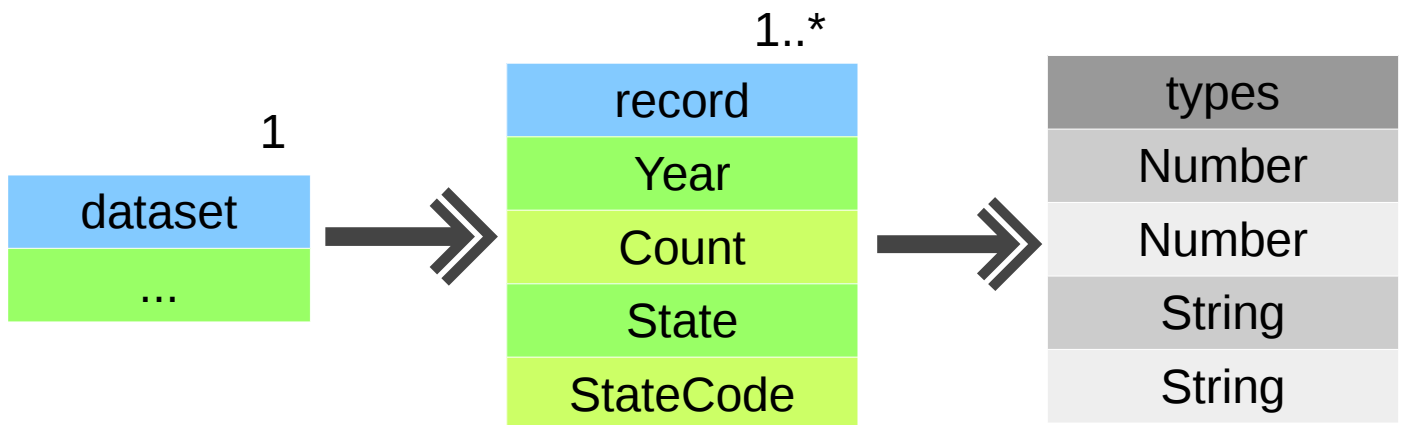 1
dataset
...
1..*
record
Year
Count
State
StateCode
types
Number
Number
String
String